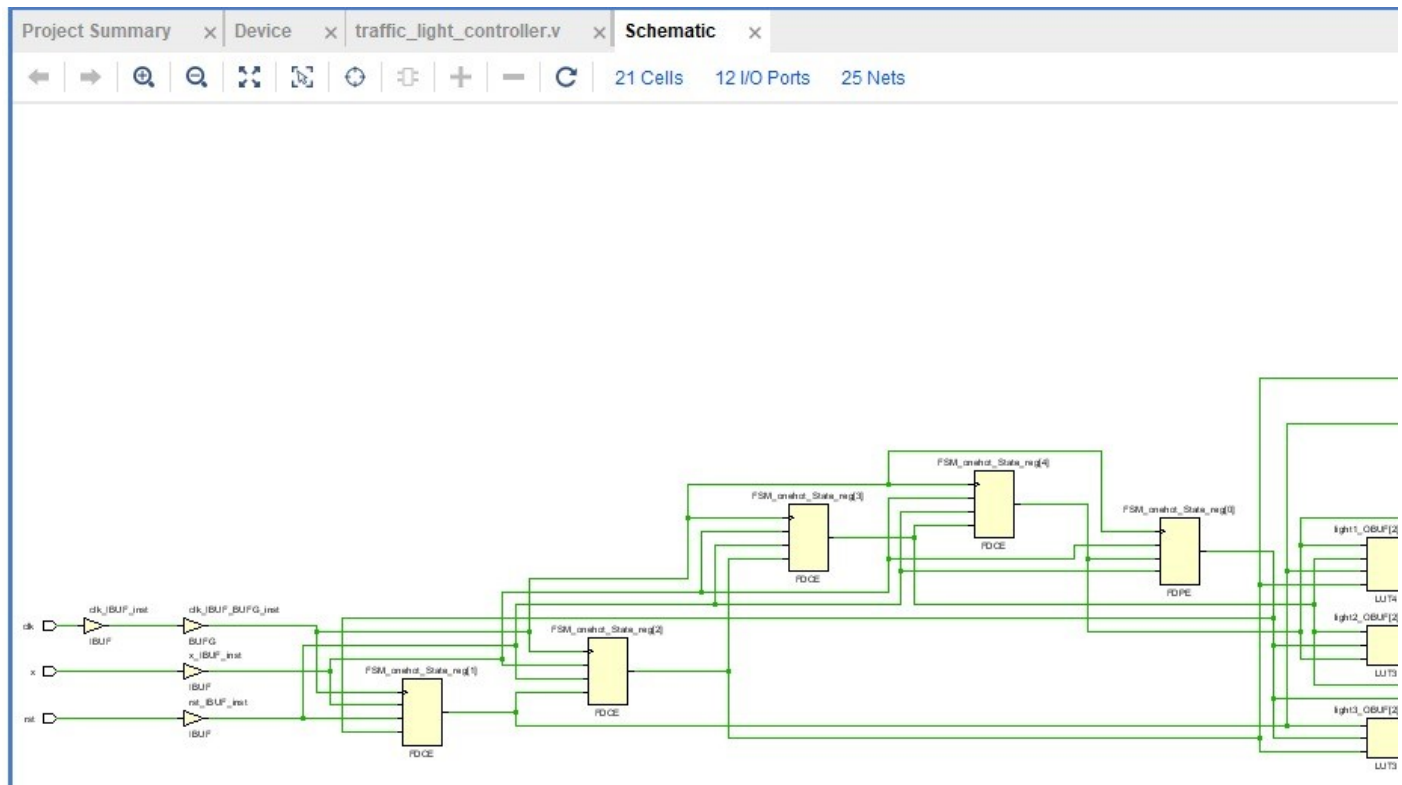 Project Summary Device traffic_light_controller.v Schematic
21 Cells 12 I/O Ports 25 Nets
FSM_onehot_State_reg[4]
FDCE
FSM_onehot_State_reg[3]
FDCE
FSM_onehot_State_reg[0]
FDPE
light1_OBUF[2]
LUT4
clk_IBUF_inst
clk
IBUF
clk_IBUF_BUFG_inst
BUFG
x_IBUF_inst
x
IBUF
rst_IBUF_inst
rst
IBUF
FSM_onehot_State_reg[2]
FDCE
FSM_onehot_State_reg[1]
FDCE
light2_OBUF[2]
LUT3
light3_OBUF[2]
LUT3